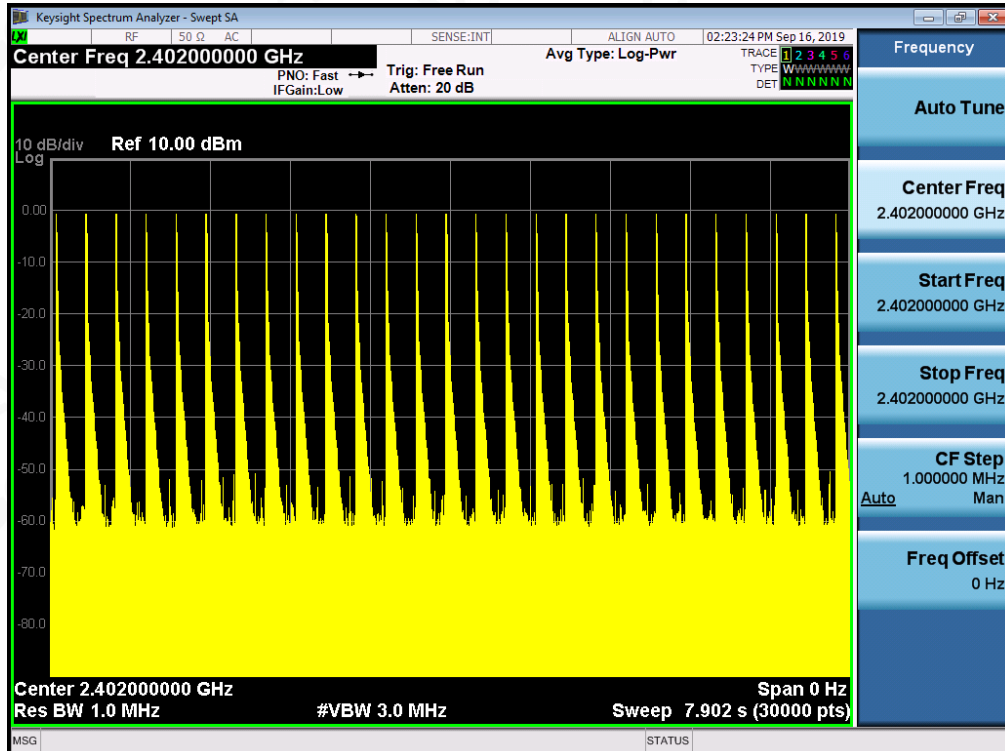 Keysight Spectrum Analyzer - Swept SA
LXI RF 50 Ω AC SENSE:INT ALIGN AUTO 02:23:24 PM Sep 16, 2019
Center Freq 2.402000000 GHz
PNO: Fast
IFGain:Low
Trig: Free Run
Atten: 20 dB
Avg Type: Log-Pwr
TRACE 1 2 3 4 5 6
TYPE WWWWWW
DET N N N N N N
10 dB/div Ref 10.00 dBm
Log
0.00
-10.0
-20.0
-30.0
-40.0
-50.0
-60.0
-70.0
-80.0
Center 2.402000000 GHz Span 0 Hz
Res BW 1.0 MHz #VBW 3.0 MHz Sweep 7.902 s (30000 pts)
MSG STATUS
Frequency
Auto Tune
Center Freq
2.402000000 GHz
Start Freq
2.402000000 GHz
Stop Freq
2.402000000 GHz
CF Step
1.000000 MHz
Auto Man
Freq Offset
0 Hz